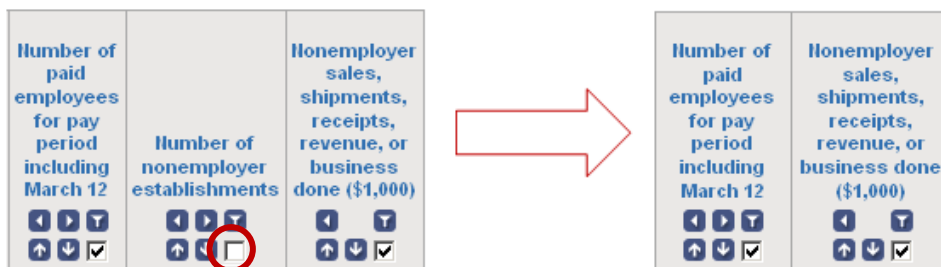 Number of
paid
employees
for pay
period
including
March 12
Number of
nonemployer
establishments
Nonemployer
sales,
shipments,
receipts,
revenue, or
business
done ($1,000)
Number of
paid
employees
for pay
period
including
March 12
Nonemployer
sales,
shipments,
receipts,
revenue, or
business done
($1,000)